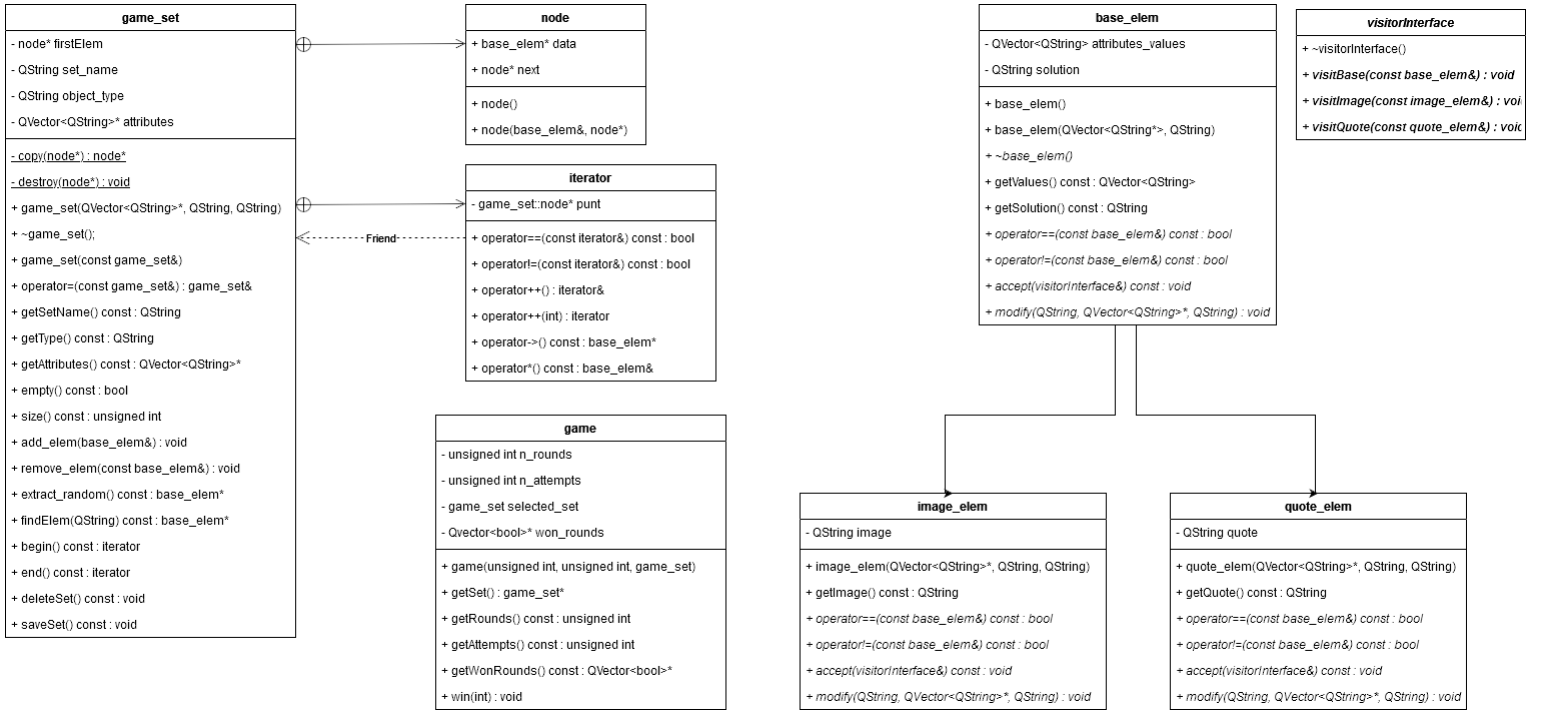 game_set
- node* firstElem
- QString set_name
- QString object_type
- QVector<QString>* attributes
- copy(node*) : node*
- destroy(node*) : void
+ game_set(QVector<QString>*, QString, QString)
+ ~game_set();
+ game_set(const game_set&)
+ operator=(const game_set&) : game_set&
+ getSetName() const : QString
+ getType() const : QString
+ getAttributes() const : QVector<QString>*
+ empty() const : bool
+ size() const : unsigned int
+ add_elem(base_elem&) : void
+ remove_elem(const base_elem&) : void
+ extract_random() const : base_elem*
+ findElem(QString) const : base_elem*
+ begin() const : iterator
+ end() const : iterator
+ deleteSet() const : void
+ saveSet() const : void
node
+ base_elem* data
+ node* next
+ node()
+ node(base_elem&, node*)
iterator
- game_set::node* punt
+ operator==(const iterator&) const : bool
+ operator!=(const iterator&) const : bool
+ operator++() : iterator&
+ operator++(int) : iterator
+ operator->() const : base_elem*
+ operator*() const : base_elem&
Friend
game
- unsigned int n_rounds
- unsigned int n_attempts
- game_set selected_set
- Qvector<bool>* won_rounds
+ game(unsigned int, unsigned int, game_set)
+ getSet() : game_set*
+ getRounds() const : unsigned int
+ getAttempts() const : unsigned int
+ getWonRounds() const : QVector<bool>*
+ win(int) : void
base_elem
- QVector<QString> attributes_values
- QString solution
+ base_elem()
+ base_elem(QVector<QString*>, QString)
+ ~base_elem()
+ getValues() const : QVector<QString>
+ getSolution() const : QString
+ operator==(const base_elem&) const : bool
+ operator!=(const base_elem&) const : bool
+ accept(visitorInterface&) const : void
+ modify(QString, QVector<QString>*, QString) : void
visitorInterface
+ ~visitorInterface()
+ visitBase(const base_elem&) : void
+ visitImage(const image_elem&) : voi
+ visitQuote(const quote_elem&) : void
image_elem
- QString image
+ image_elem(QVector<QString>*, QString, QString)
+ getImage() const : QString
+ operator==(const base_elem&) const : bool
+ operator!=(const base_elem&) const : bool
+ accept(visitorInterface&) const : void
+ modify(QString, QVector<QString>*, QString) : void
quote_elem
- QString quote
+ quote_elem(QVector<QString>*, QString, QString)
+ getQuote() const : QString
+ operator==(const base_elem&) const : bool
+ operator!=(const base_elem&) const : bool
+ accept(visitorInterface&) const : void
+ modify(QString, QVector<QString>*, QString) : void